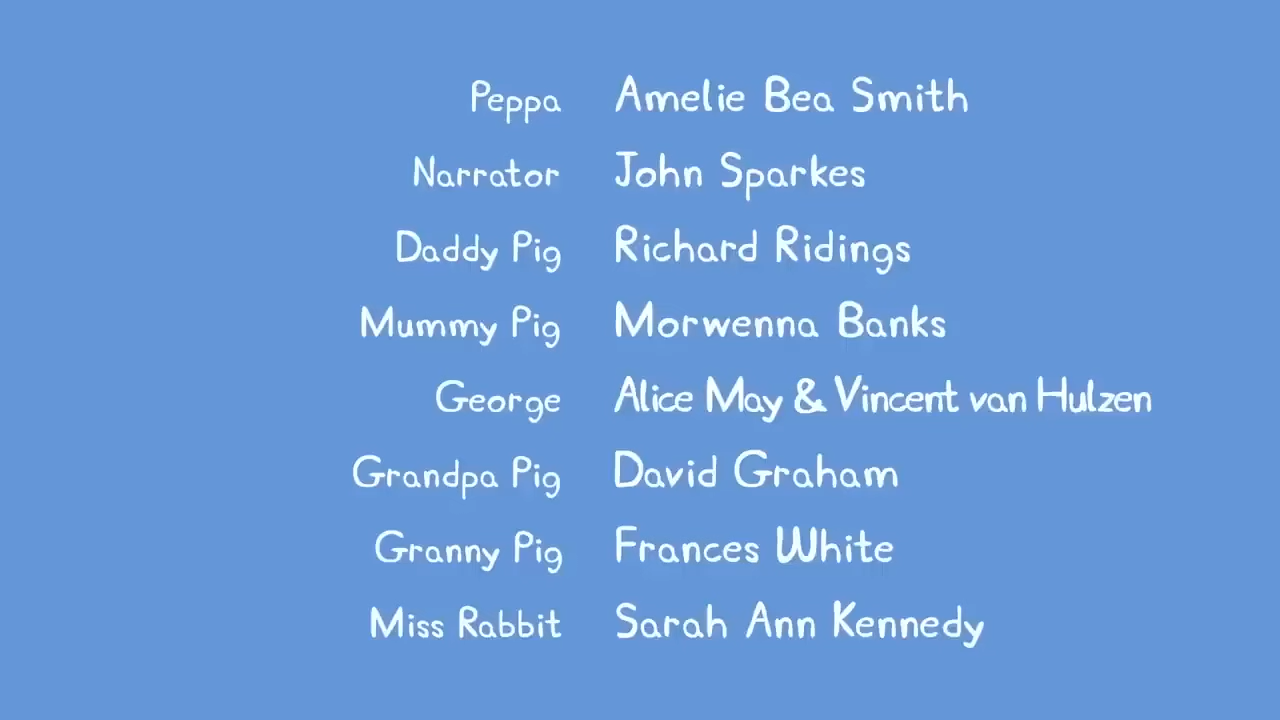 Peppa Amelie Bea Smith
Narrator John Sparkes
Daddy Pig Richard Ridings
Mummy Pig Morwenna Banks
George Alice May & Vincent van Hulzen
Grandpa Pig David Graham
Granny Pig Frances White
Miss Rabbit Sarah Ann Kennedy